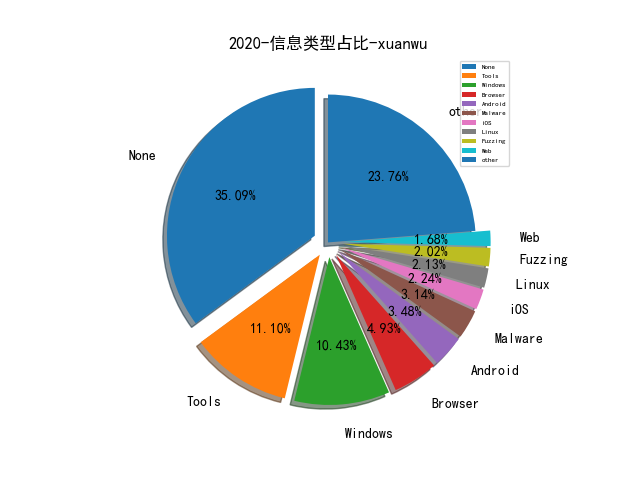 2020-信息类型占比-xuanwu
None
Tools
Windows
Browser
Android
Malware
iOS
Linux
Fuzzing
Web
other
other
None
35.09%
23.76%
1.68%
Web
2.02%
Fuzzing
2.13%
Linux
2.24%
iOS
3.14%
Malware
3.48%
Android
4.93%
Browser
10.43%
Windows
11.10%
Tools